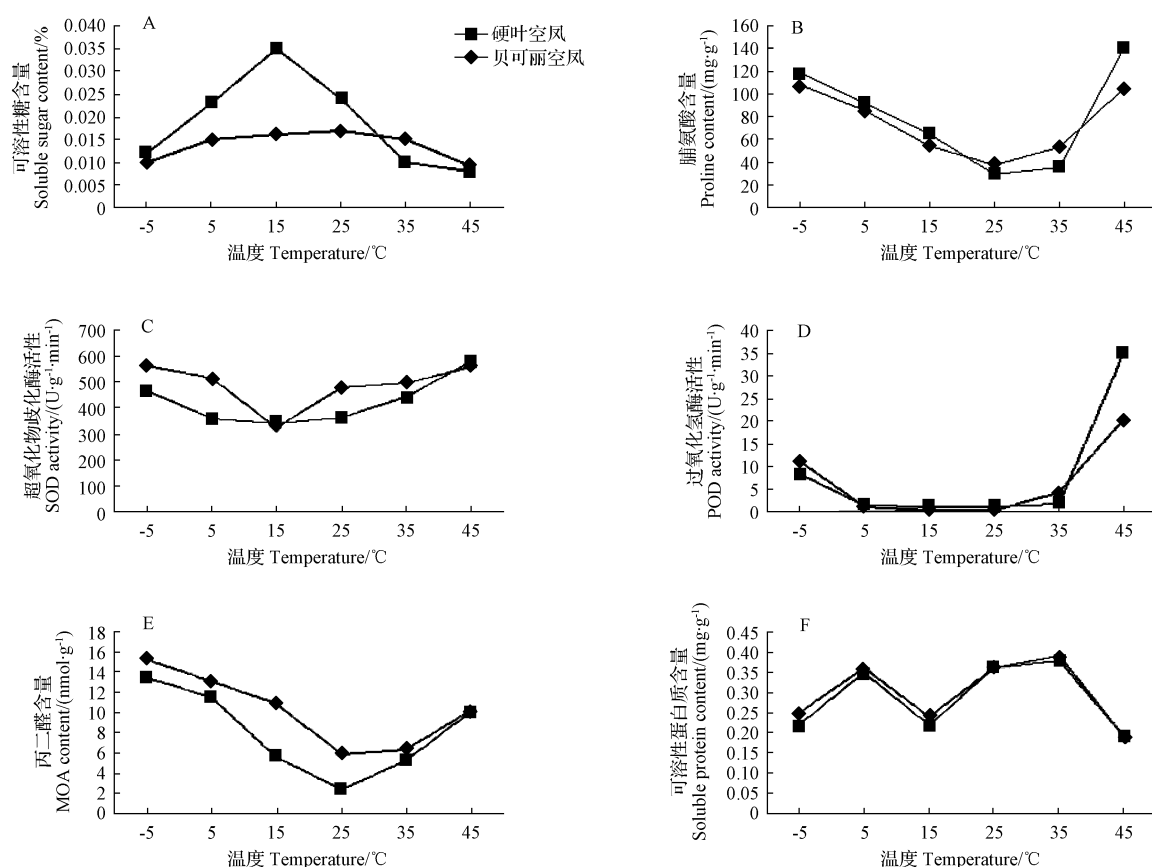 A
硬叶空凤
贝可丽空凤
可溶性糖含量
Soluble sugar content/%
0.040
0.035
0.030
0.025
0.020
0.015
0.010
0.005
0
-5 5 15 25 35 45
温度 Temperature/℃
B
脯氨酸含量
Proline content/(mg·g-1)
160
140
120
100
80
60
40
20
0
-5 5 15 25 35 45
温度 Temperature/℃
C
超氧化物歧化酶活性
SOD activity/(U·g-1·min-1)
700
600
500
400
300
200
100
0
-5 5 15 25 35 45
温度 Temperature/℃
D
过氧化氢酶活性
POD activity/(U·g-1·min-1)
40
35
30
25
20
15
10
5
0
-5 5 15 25 35 45
温度 Temperature/℃
E
丙二醛含量
MOA content/(nmol·g-1)
18
16
14
12
10
8
6
4
2
0
-5 5 15 25 35 45
温度 Temperature/℃
F
可溶性蛋白质含量
Soluble protein content/(mg·g-1)
0.45
0.40
0.35
0.30
0.25
0.20
0.15
0.10
0.05
0
-5 5 15 25 35 45
温度 Temperature/℃